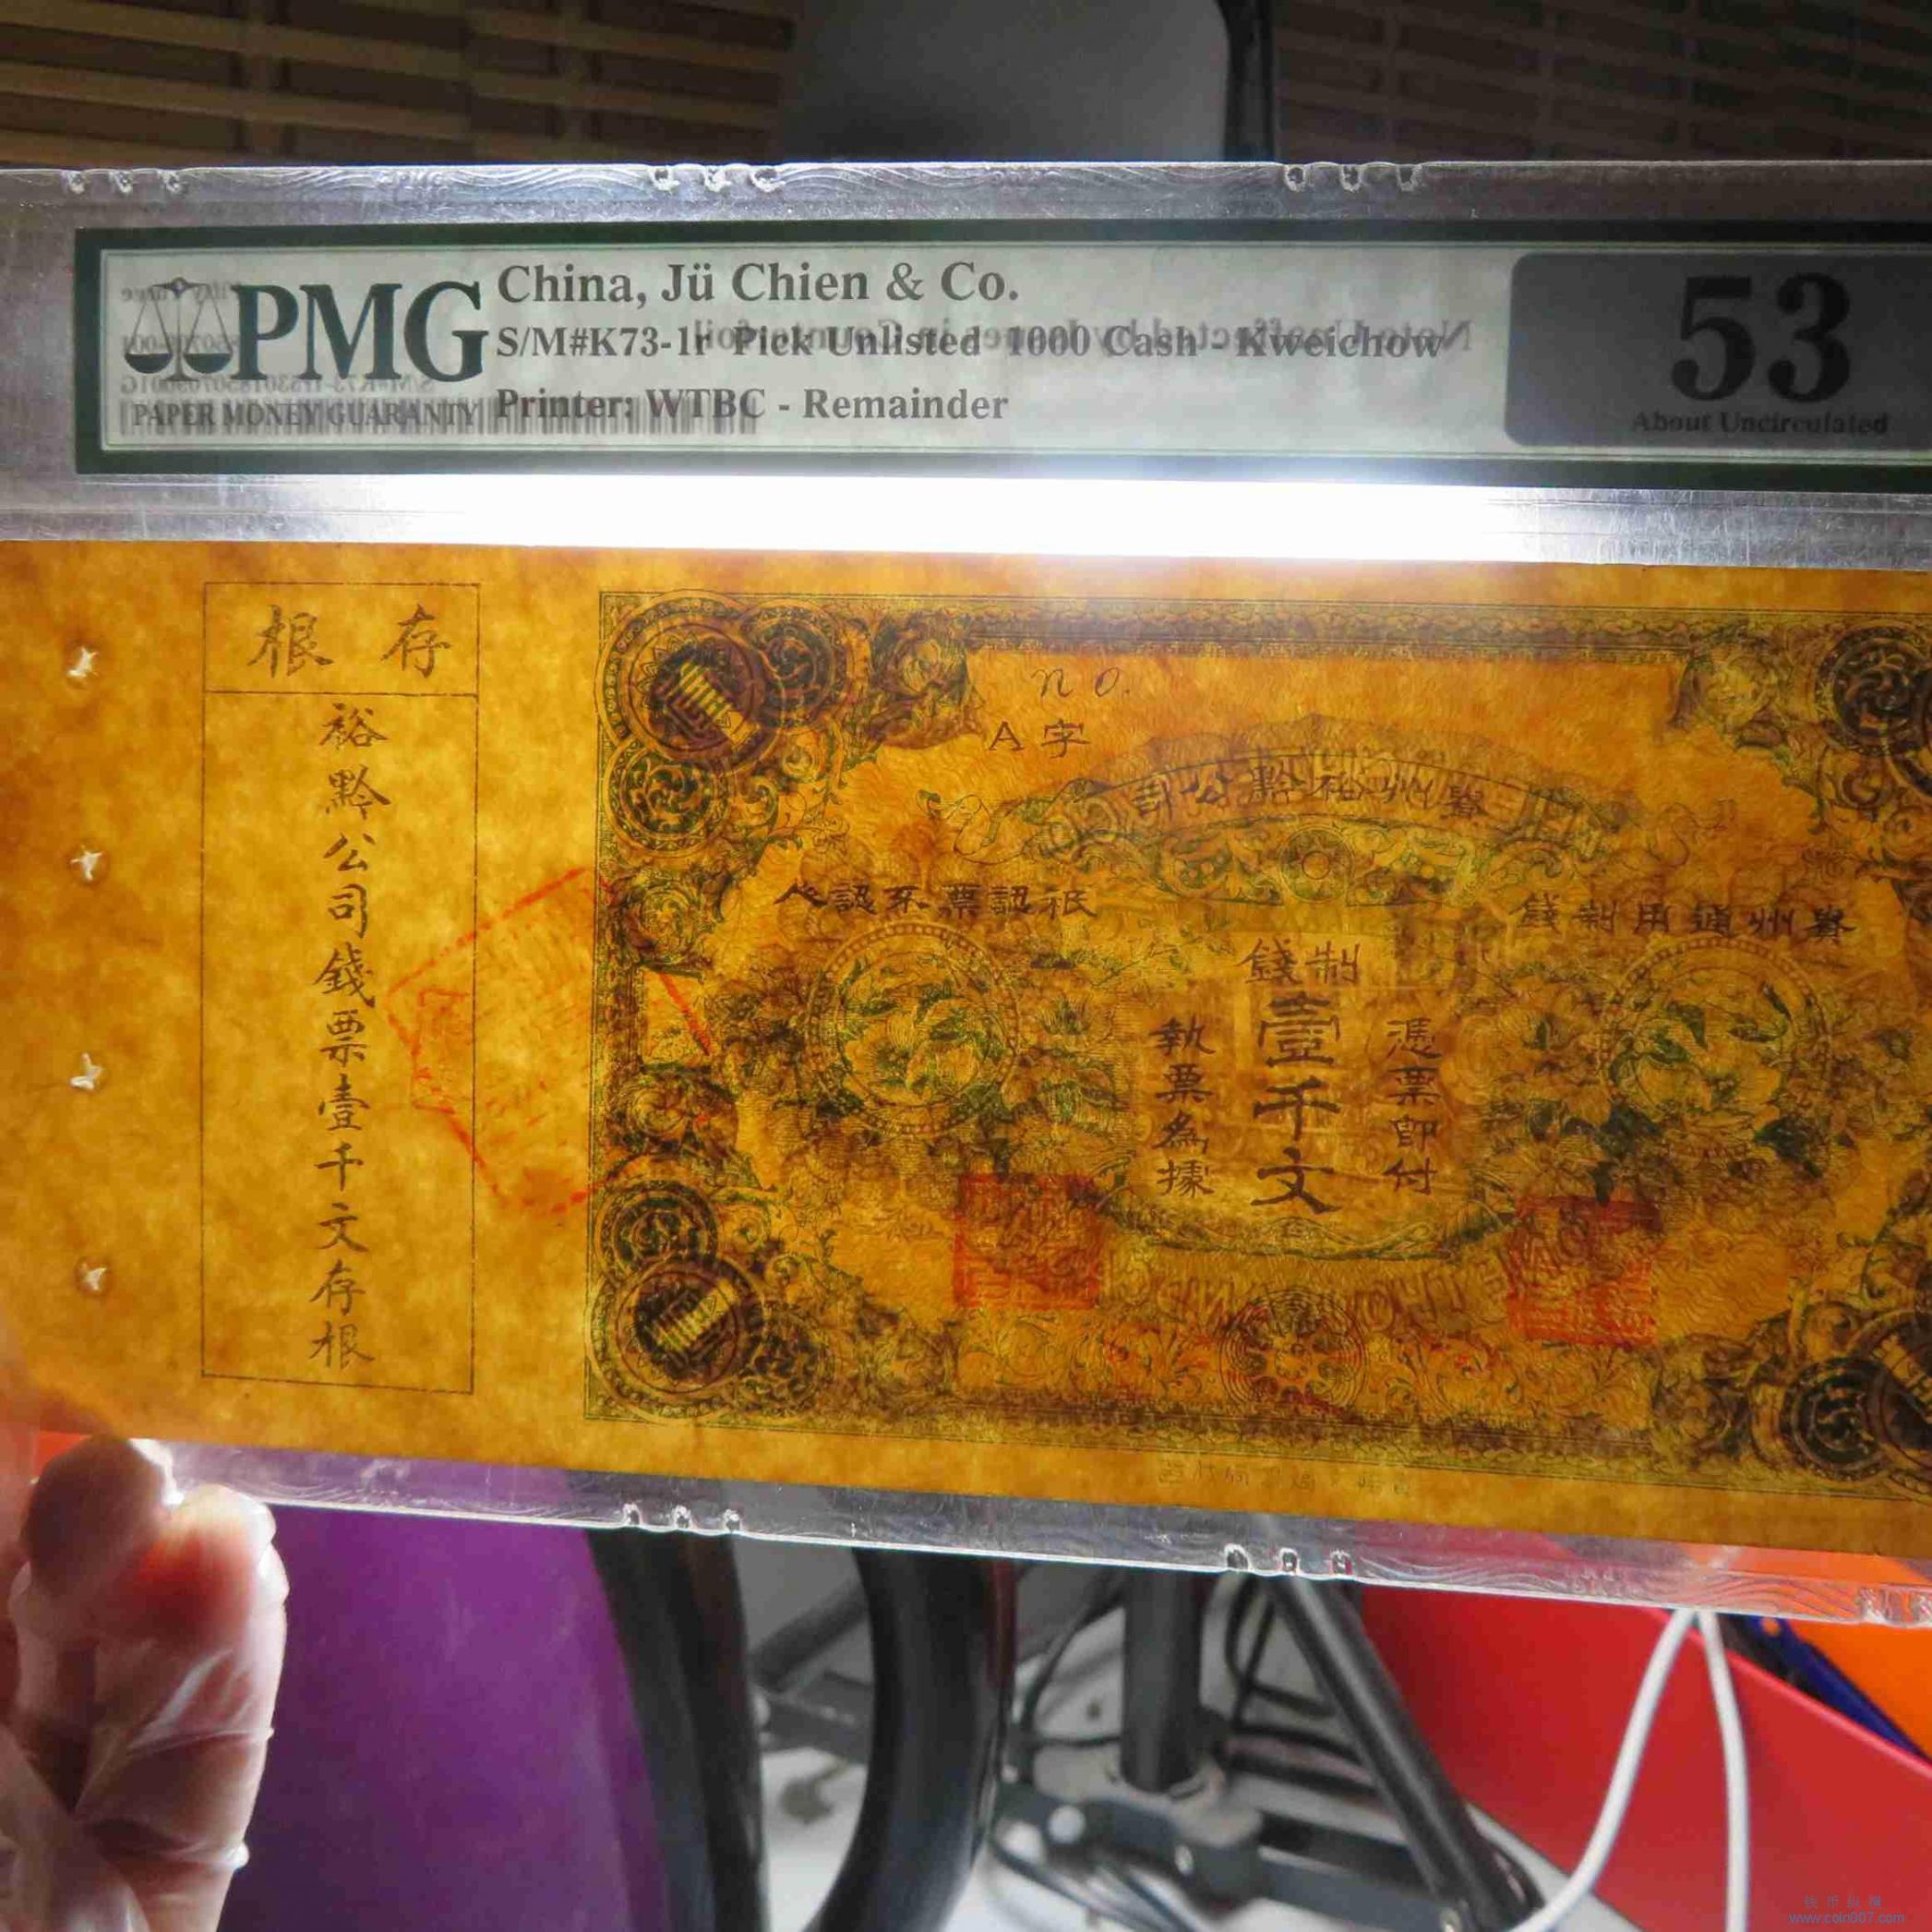 PMG
PAPER MONEY GUARANTY
China, Jü Chien & Co.
S/M#K73-1r Pick Unlisted 1000 Cash - Kweichow
Printer: WTBC - Remainder
53
About Uncirculated
存根
裕黔公司錢票壹千文存根
no.
A字
州裕黔公司
州通用制錢
祇認票不認人
制錢
憑票即付
壹千文
執票為據
www.coin007.com